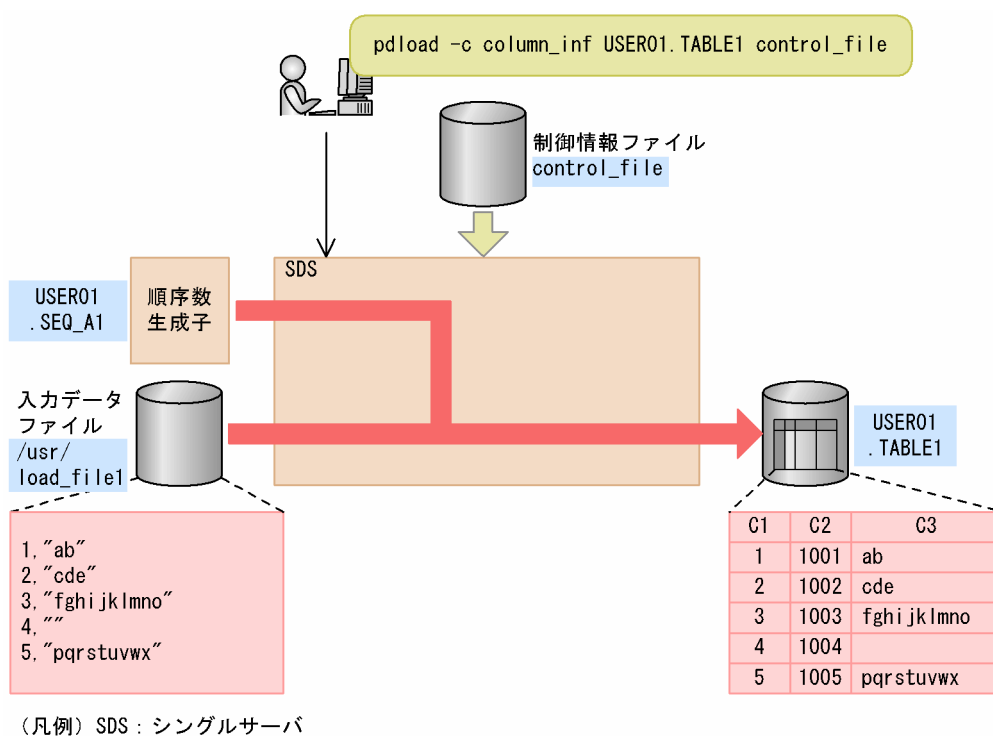 pdload -c column_inf USER01.TABLE1 control_file
制御情報ファイル
control_file
SDS
USER01
.SEQ_A1
順序数
生成子
入力データ
ファイル
/usr/
load_file1
USER01
.TABLE1
1,"ab"
2,"cde"
3,"fghijklmno"
4,""
5,"pqrstuvwx"
C1 C2 C3
1 1001 ab
2 1002 cde
3 1003 fghijklmno
4 1004
5 1005 pqrstuvwx
(凡例) SDS:シングルサーバ